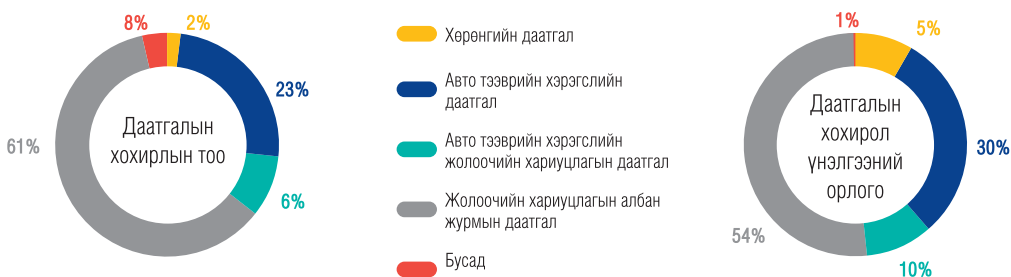 8%
2%
23%
61%
6%
Даатгалын
хохирлын тоо
Хөрөнгийн даатгал
Авто тээврийн хэрэгслийн
даатгал
Авто тээврийн хэрэгслийн
жолоочийн хариуцлагын даатгал
Жолоочийн хариуцлагын албан
журмын даатгал
Бусад
1%
5%
30%
54%
10%
Даатгалын
хохирол
үнэлгээний
орлого